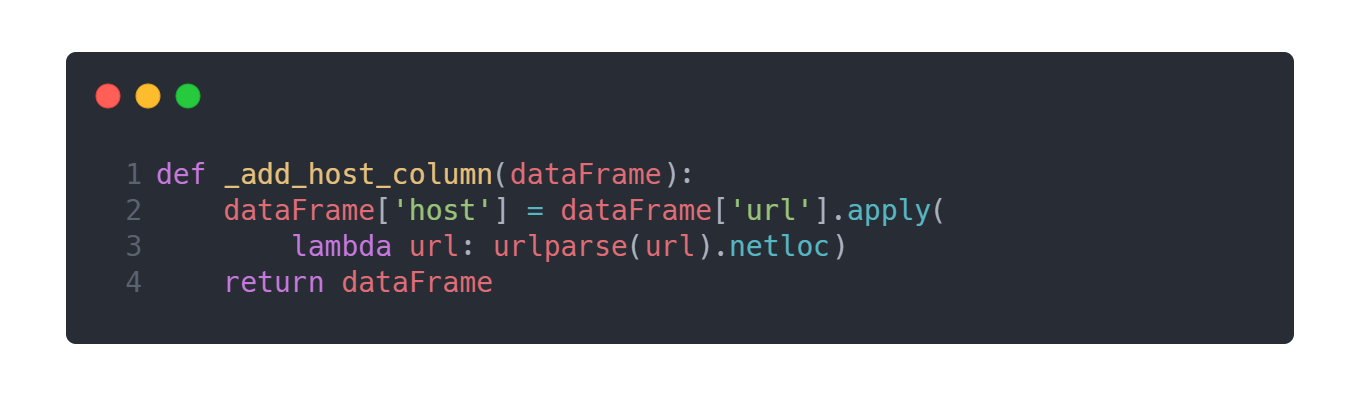 1 def _add_host_column(dataFrame):
2     dataFrame['host'] = dataFrame['url'].apply(
3         lambda url: urlparse(url).netloc)
4     return dataFrame